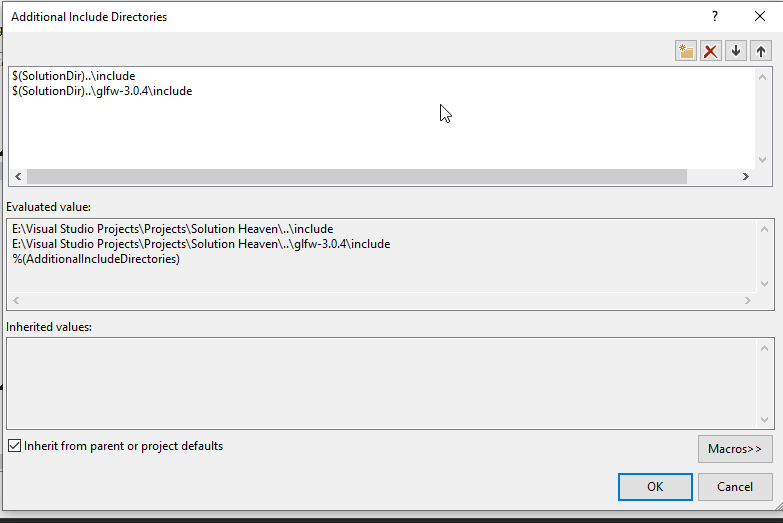 Additional Include Directories
?
$(SolutionDir)..\include
$(SolutionDir)..\glfw-3.0.4\include
Evaluated value:
E:\Visual Studio Projects\Projects\Solution Heaven\..\include
E:\Visual Studio Projects\Projects\Solution Heaven\..\glfw-3.0.4\include
%(AdditionalIncludeDirectories)
Inherited values:
Inherit from parent or project defaults
Macros>>
OK
Cancel